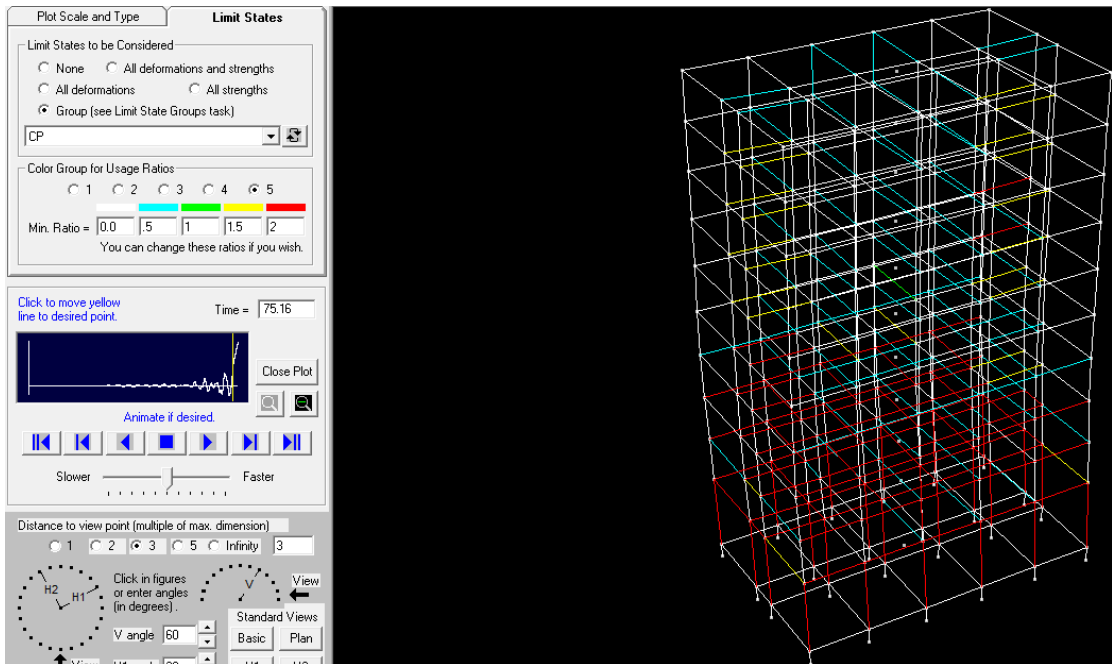 Plot Scale and Type
Limit States
Limit States to be Considered
None All deformations and strengths
All deformations All strengths
Group (see Limit State Groups task)
CP
Color Group for Usage Ratios
1 2 3 4 5
Min. Ratio = 0.0 .5 1 1.5 2
You can change these ratios if you wish.
Click to move yellow
line to desired point.
Time = 75.16
Close Plot
Animate if desired.
Slower Faster
Distance to view point (multiple of max. dimension)
1 2 3 5 Infinity 3
H2
H1
Click in figures
or enter angles
(in degrees) .
V
View
Standard Views
V angle 60
Basic Plan
View